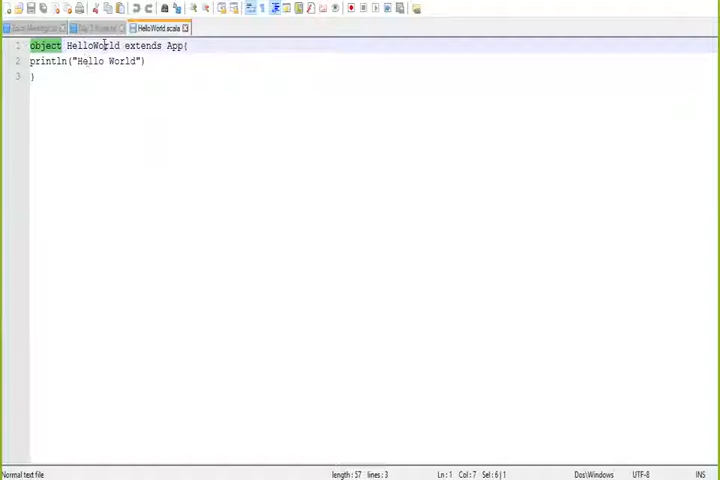 HelloWorld.scala
1 object HelloWorld extends App{
2 println("Hello World")
3 }
Normal text file length: 57 lines: 3 Ln: 1 Col: 7 Sel: 6 | 1 Dos\Windows UTF-8 INS